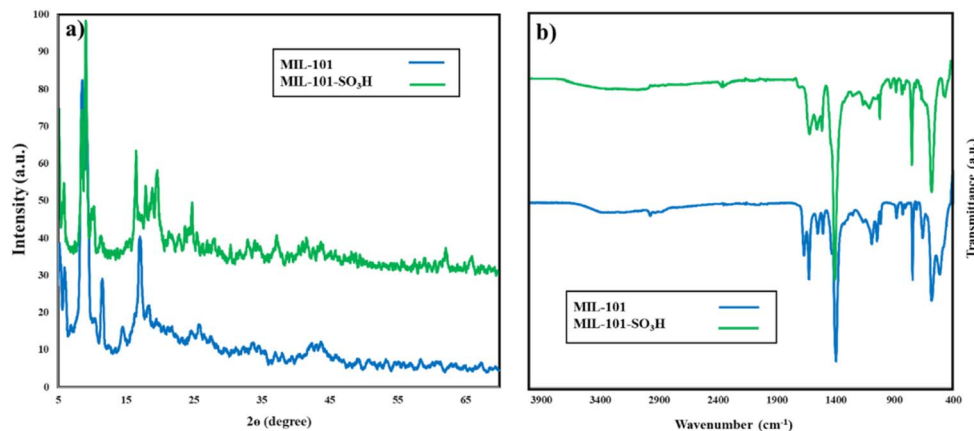 a)
MIL-101
MIL-101-SO₃H
Intensity (a.u.)
100
90
80
70
60
50
40
30
20
10
0
5 15 25 35 45 55 65
2ɵ (degree)
b)
MIL-101
MIL-101-SO₃H
Transmittance (a.u.)
3900 3400 2900 2400 1900 1400 900 400
Wavenumber (cm⁻¹)